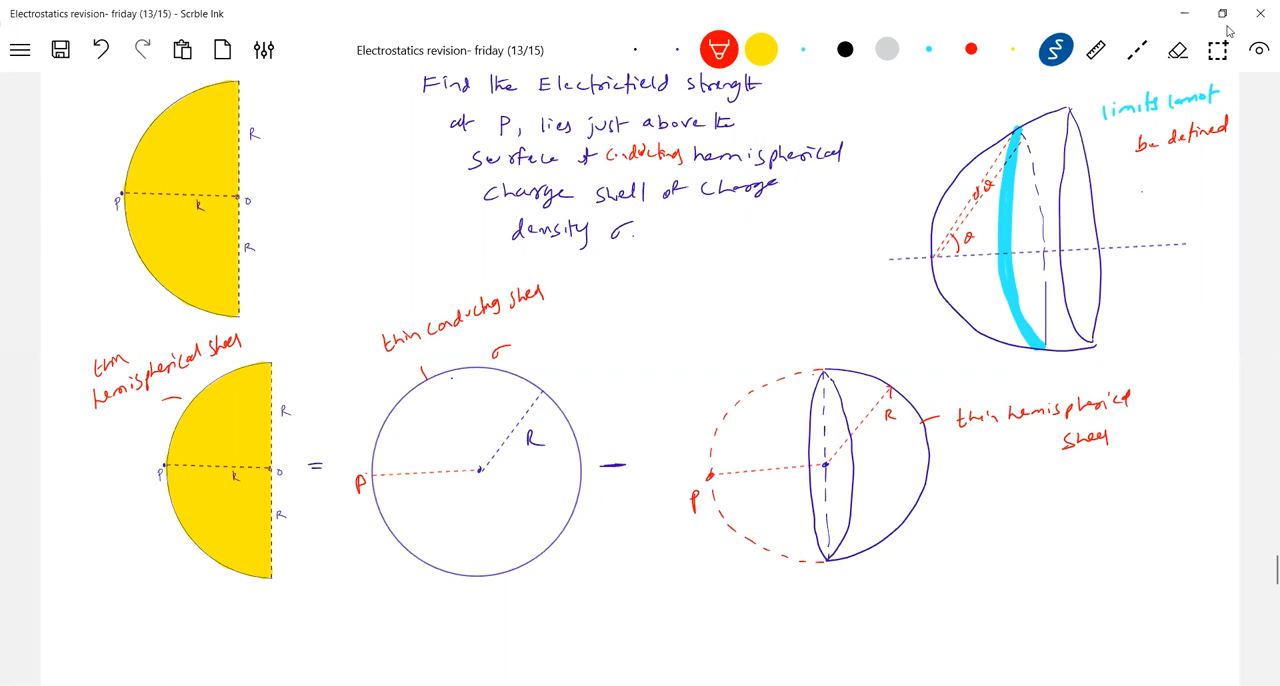 Electrostatics revision- friday (13/15) - Scrble Ink
Electrostatics revision- friday (13/15)
Find the Electricfield strength
at P, lies just above the
surface of conducting hemispherical
charge shell of charge
density σ.
R
P
R
O
R
limits cannot
be defined
dθ
θ
thin
hemispherical shell
R
P
R
O
R
=
thin conducting shell
σ
R
P
−
R
P
thin hemispherical
shell